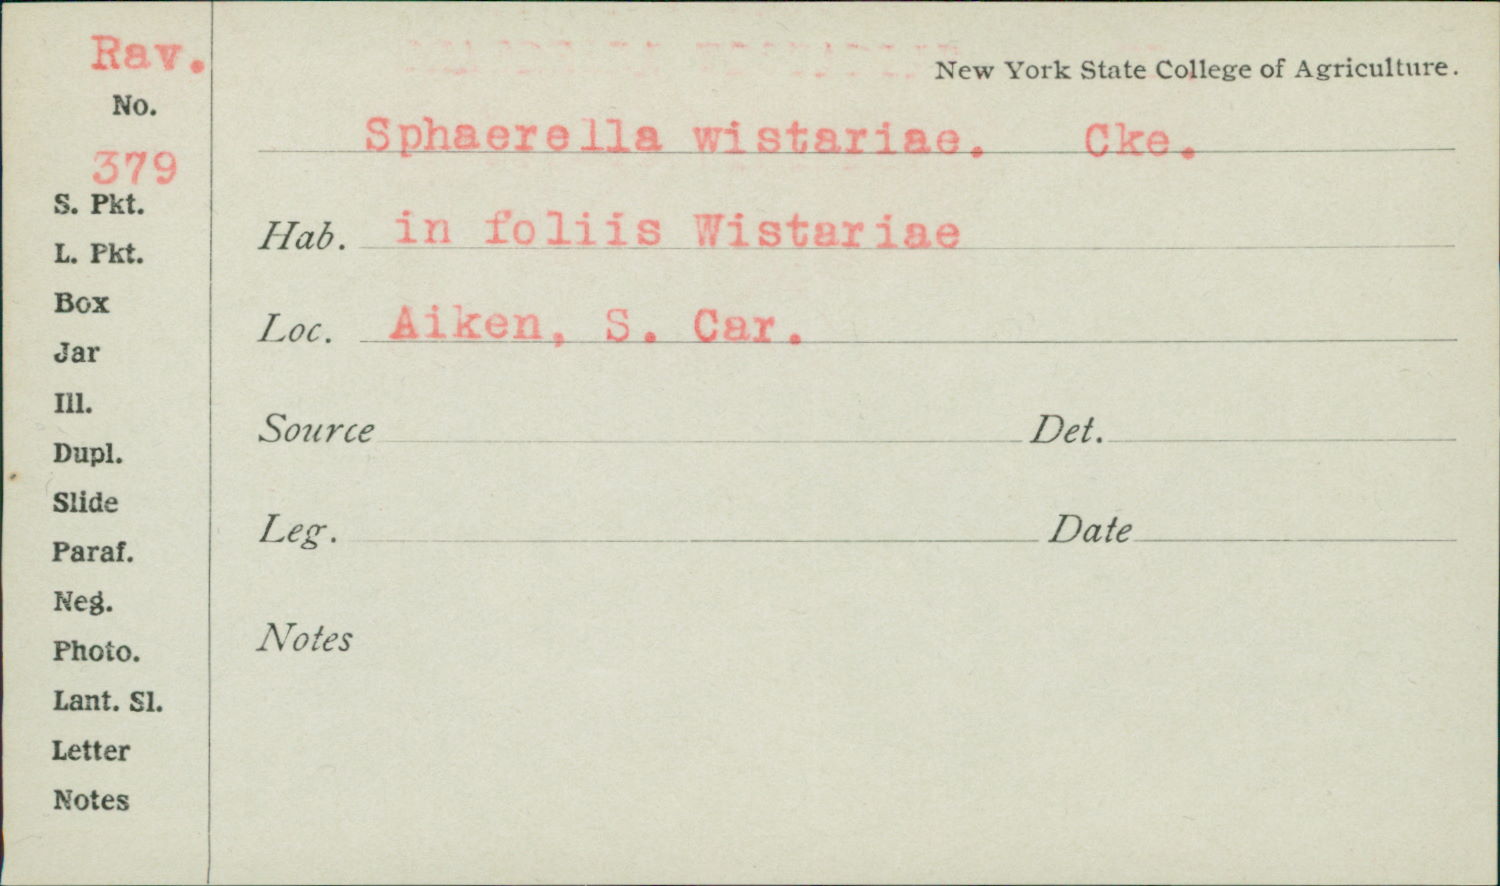 Rav.
No.
379
S. Pkt.
L. Pkt.
Box
Jar
Ill.
Dupl.
Slide
Paraf.
Neg.
Photo.
Lant. Sl.
Letter
Notes
New York State College of Agriculture.
Sphaerella wistariae. Cke.
Hab. in foliis Wistariae
Loc. Aiken, S. Car.
Source Det.
Leg. Date
Notes